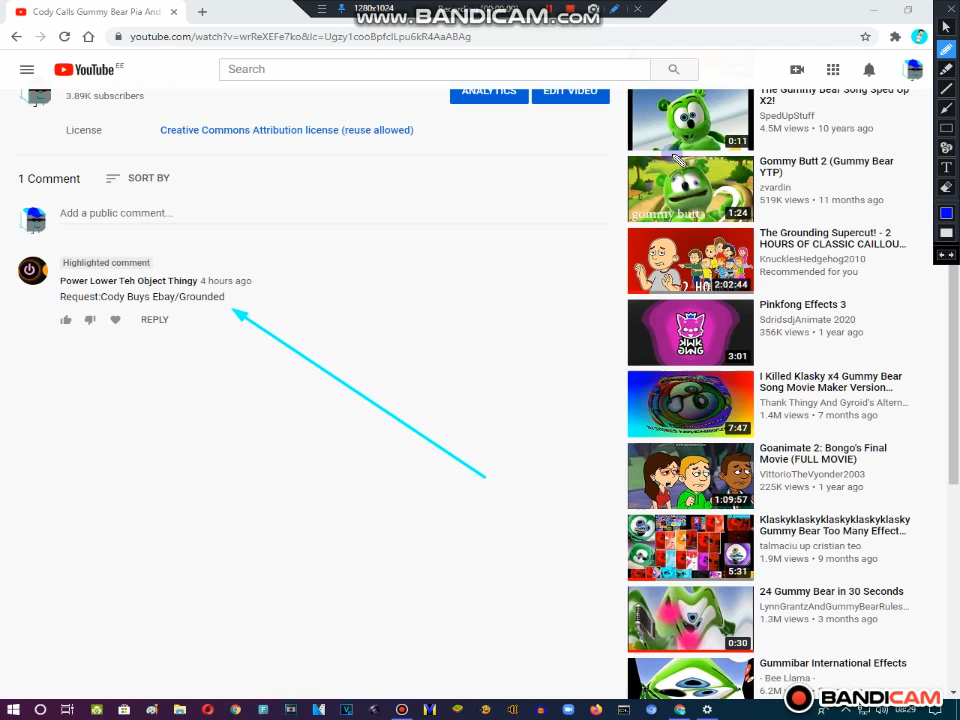 Cody Calls Gummy Bear Pia And
1280x1024
www.BANDICAM.com
youtube.com/watch?v=wrReXEFe7ko&lc=Ugzy1cooBpfclLpu6kR4AaABAg
YouTube EE
Search
3.89K subscribers
ANALYTICS
EDIT VIDEO
License
Creative Commons Attribution license (reuse allowed)
1 Comment
SORT BY
Add a public comment...
Highlighted comment
Power Lower Teh Object Thingy 4 hours ago
Request:Cody Buys Ebay/Grounded
REPLY
The Gummy Bear Song Sped Up
X2!
SpedUpStuff
4.5M views • 10 years ago
0:11
Gommy Butt 2 (Gummy Bear
YTP)
zvardin
519K Views • 11 months ago
gommy butt
1:24
The Grounding Supercut! - 2
HOURS OF CLASSIC CAILLOU...
KnucklesHedgehog2010
Recommended for you
2:02:44
Pinkfong Effects 3
SdridsdjAnimate 2020
356K views • 1 year ago
3:01
I Killed Klasky x4 Gummy Bear
Song Movie Maker Version...
Thank Thingy And Gyroid's Altern...
1.4M views • 7 months ago
7:47
Goanimate 2: Bongo's Final
Movie (FULL MOVIE)
VittorioTheVyonder2003
225K views • 1 year ago
1:09:57
Klaskyklaskyklaskyklaskyklasky
Gummy Bear Too Many Effect...
talmaciu up cristian teo
1.9M views • 9 months ago
5:31
24 Gummy Bear in 30 Seconds
LynnGrantzAndGummyBearRules...
1.3M views • 3 months ago
0:30
Gummibar International Effects
- Bee Llama -
6.2M
BANDICAM
08:29